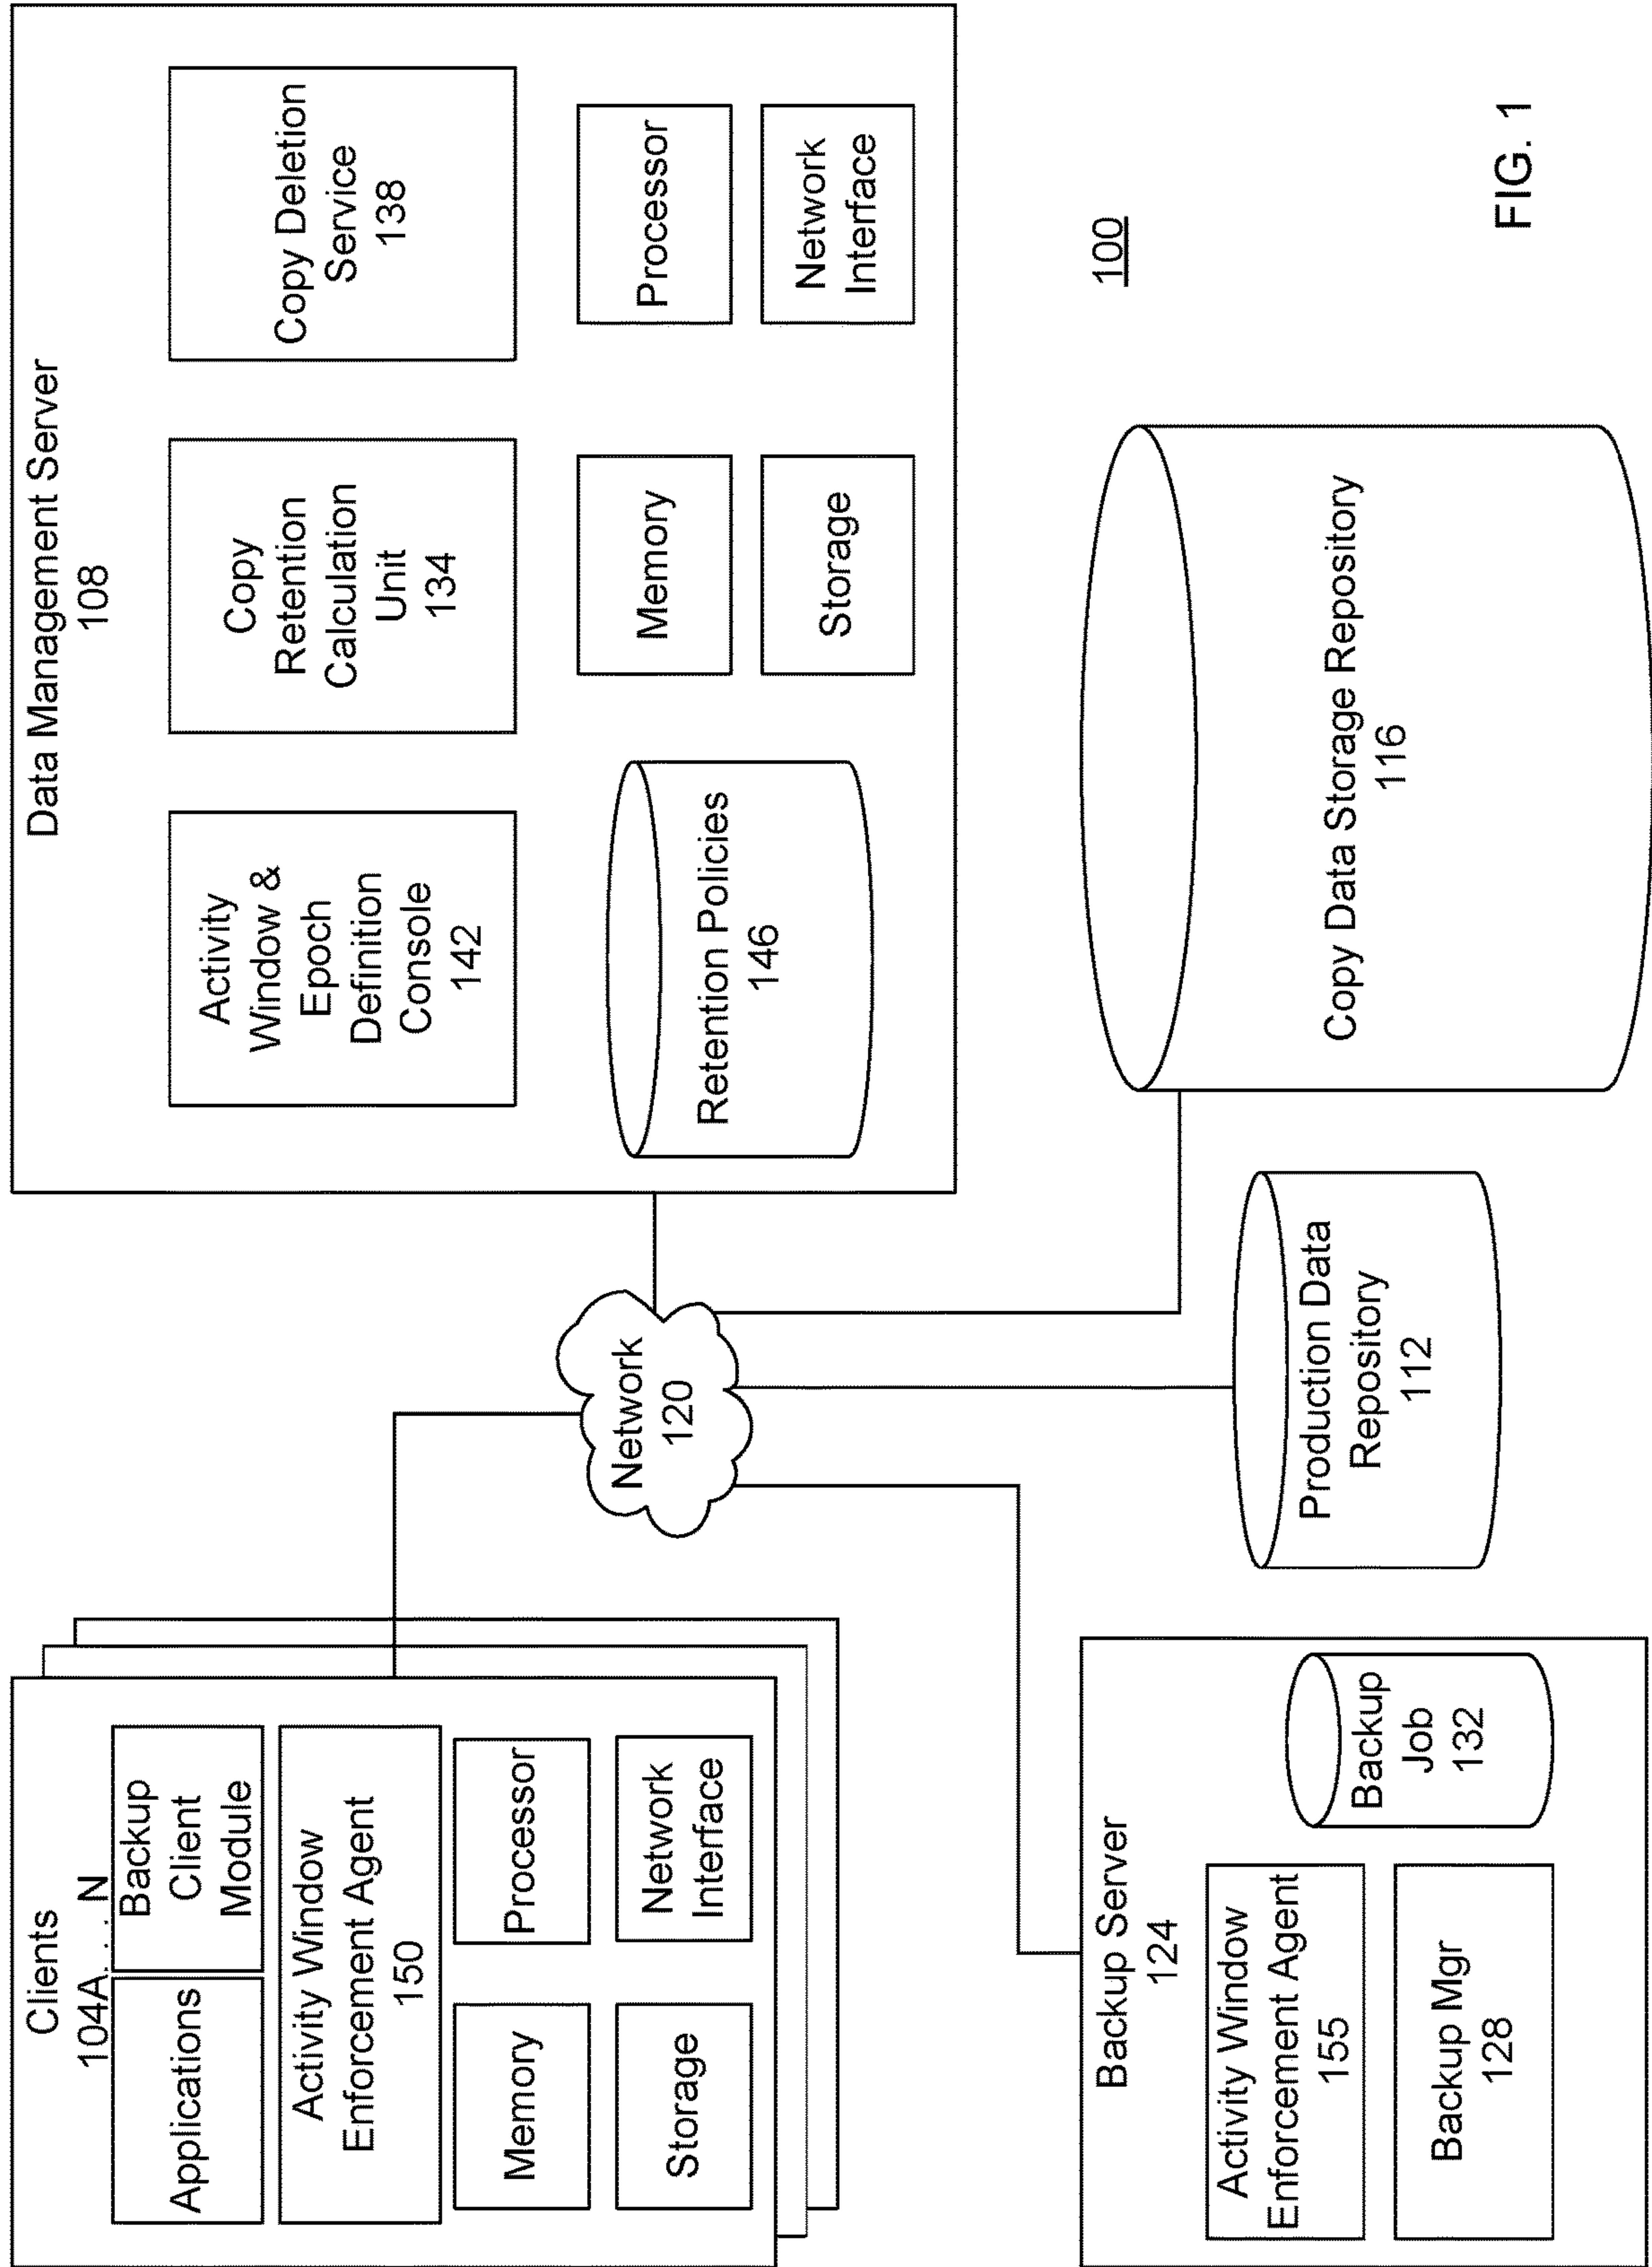 Clients
104A. . . N
Applications
Backup
Client
Module
Activity Window
Enforcement Agent
150
Memory
Processor
Storage
Network
Interface
Data Management Server
108
Activity
Window &
Epoch
Definition
Console
142
Copy
Retention
Calculation
Unit
134
Copy Deletion
Service
138
Retention Policies
146
Memory
Processor
Storage
Network
Interface
Network
120
Backup Server
124
Activity Window
Enforcement Agent
155
Backup Mgr
128
Backup
Job
132
Production Data
Repository
112
Copy Data Storage Repository
116
100
FIG. 1